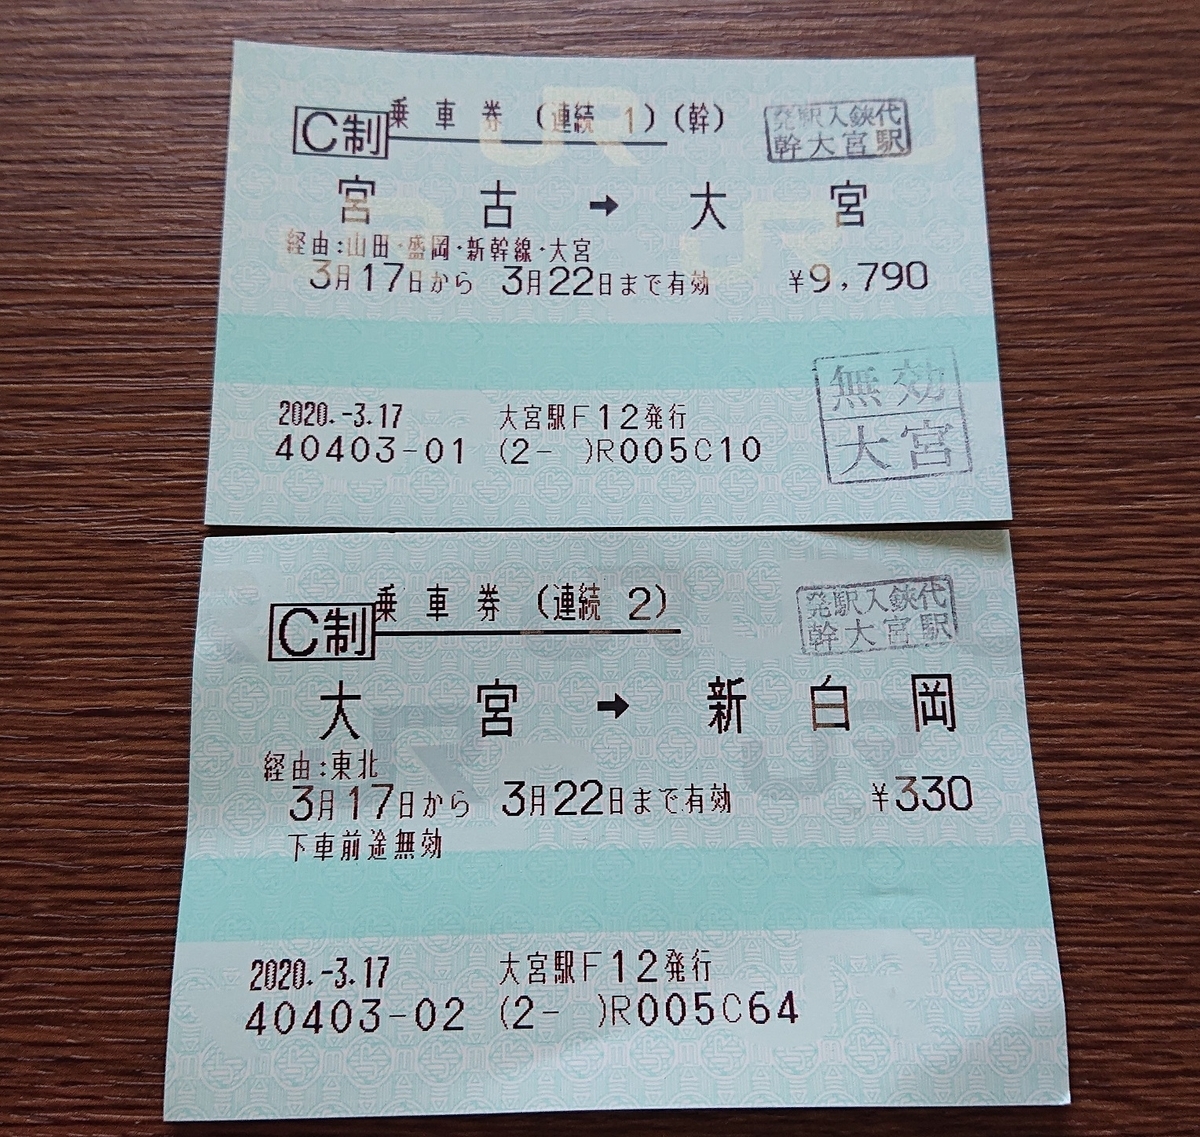 C制 乗車券 (連続 1) (幹)
発駅入鋏代
幹大宮駅
宮古 → 大宮
経由:山田・盛岡・新幹線・大宮
3月17日から 3月22日まで有効 ¥9,790
無効
大宮
2020.-3.17 大宮駅F12発行
40403-01 (2- )R005C10
C制 乗車券 (連続 2)
発駅入鋏代
幹大宮駅
大宮 → 新白岡
経由:東北
3月17日から 3月22日まで有効 ¥330
下車前途無効
2020.-3.17 大宮駅F12発行
40403-02 (2- )R005C64